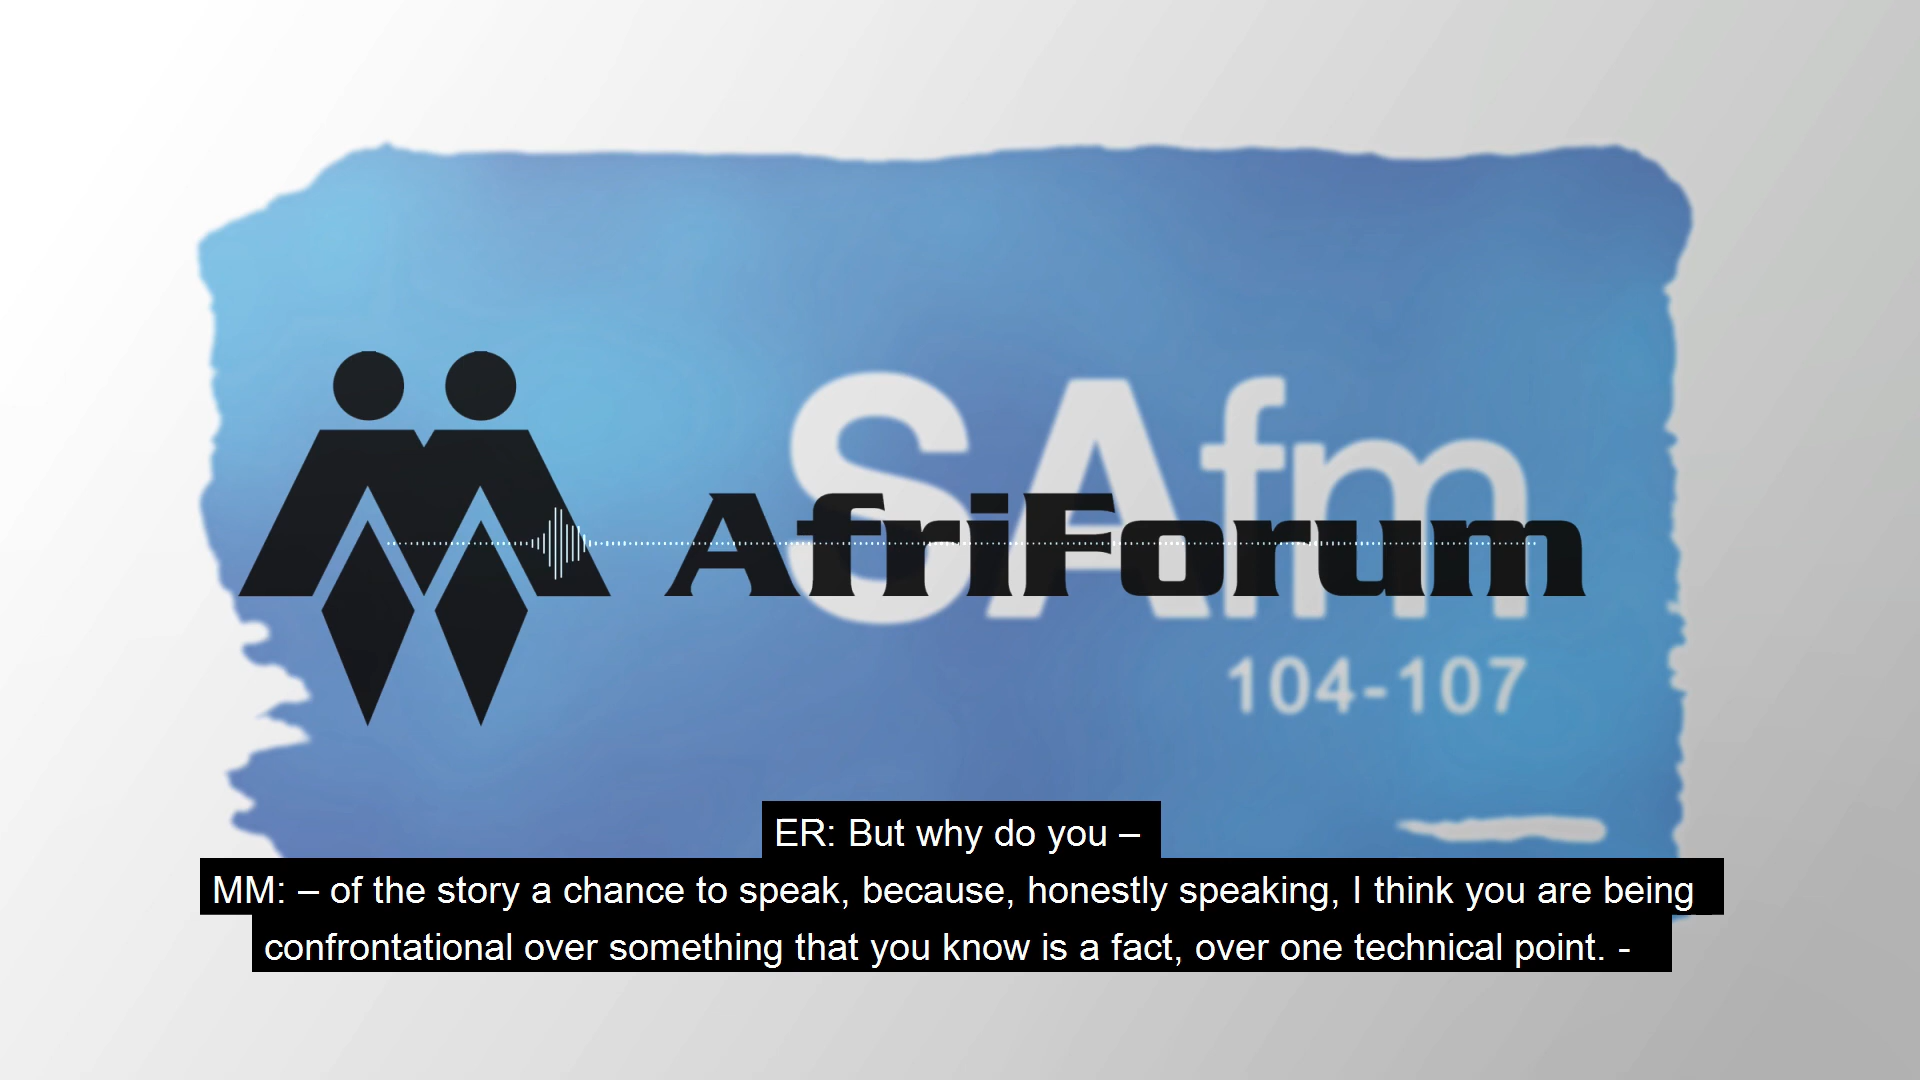 SAfm
AfriForum
104-107
ER: But why do you –
MM: – of the story a chance to speak, because, honestly speaking, I think you are being
confrontational over something that you know is a fact, over one technical point. -